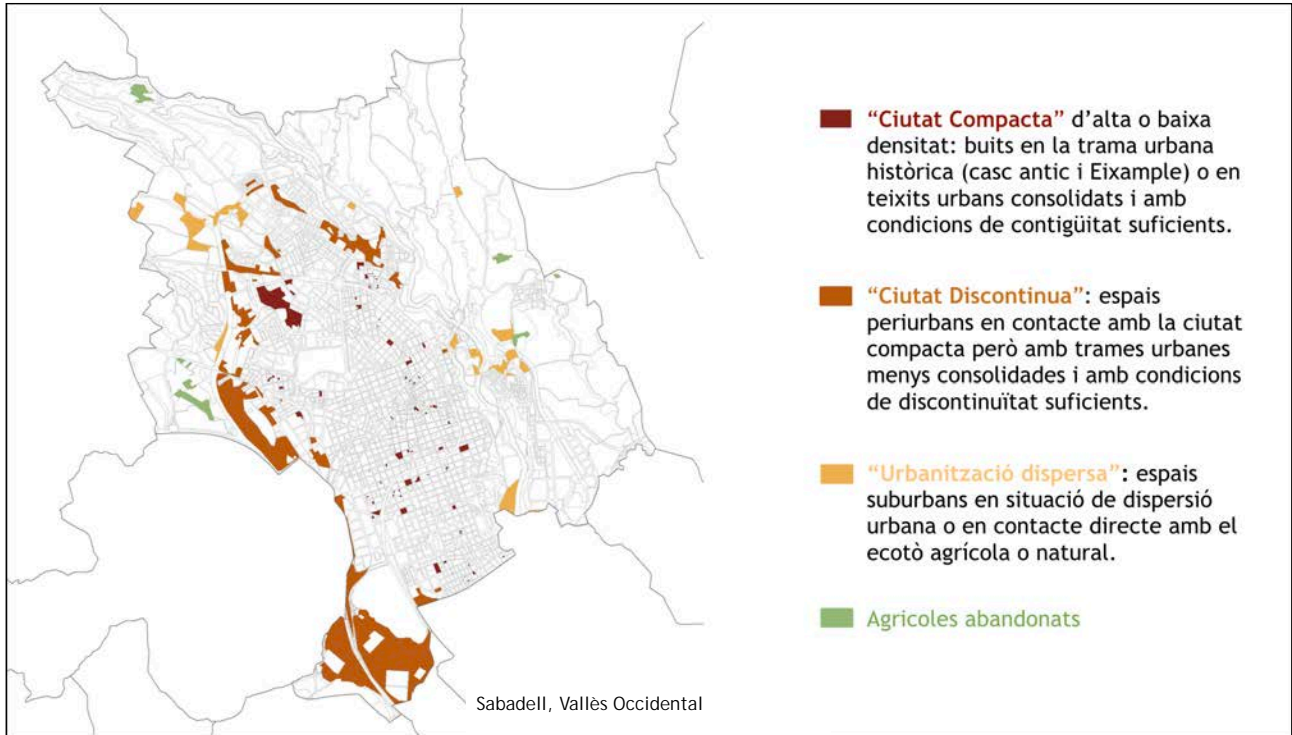 “Ciutat Compacta” d’alta o baixa
densitat: buits en la trama urbana
històrica (casc antic i Eixample) o en
teixits urbans consolidats i amb
condicions de contigüitat suficients.
“Ciutat Discontinua”: espais
periurbans en contacte amb la ciutat
compacta però amb trames urbanes
menys consolidades i amb condicions
de discontinuïtat suficients.
“Urbanització dispersa”: espais
suburbans en situació de dispersió
urbana o en contacte directe amb el
ecotò agrícola o natural.
Agricoles abandonats
Sabadell, Vallès Occidental